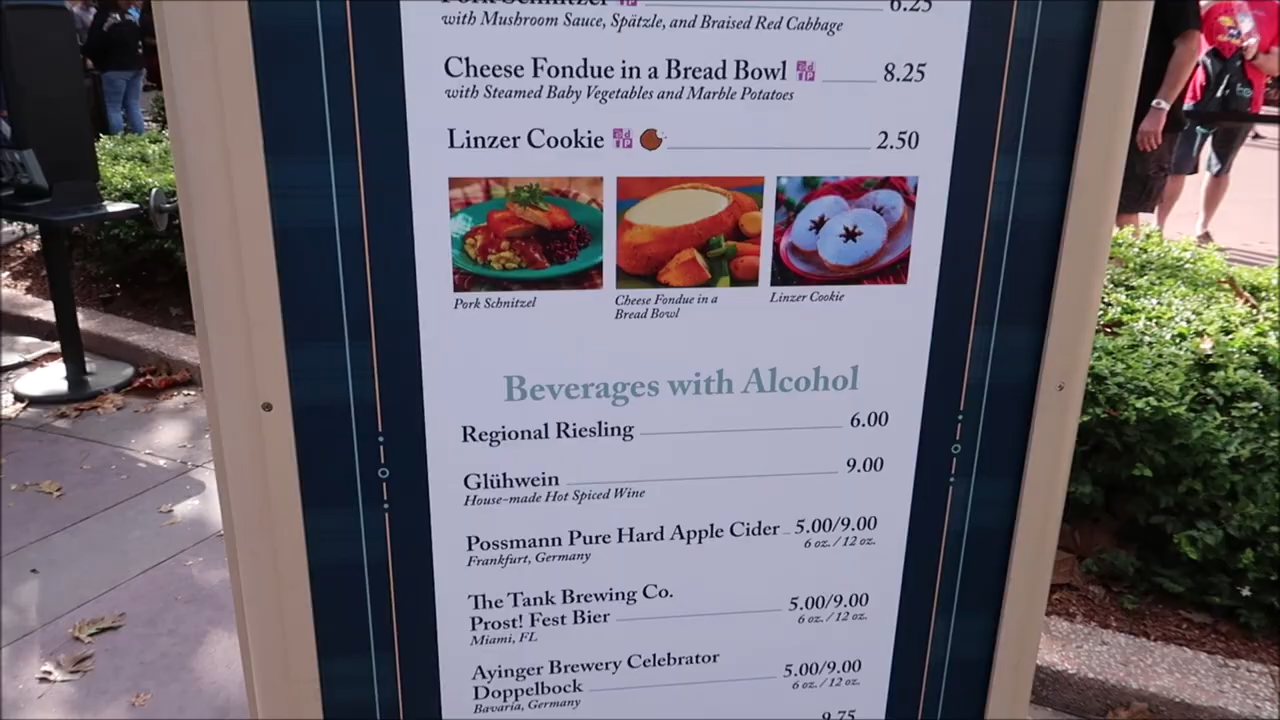 Pork Schnitzel 6.25
with Mushroom Sauce, Spätzle, and Braised Red Cabbage
Cheese Fondue in a Bread Bowl 8.25
with Steamed Baby Vegetables and Marble Potatoes
Linzer Cookie 2.50
Pork Schnitzel
Cheese Fondue in a
Bread Bowl
Linzer Cookie
Beverages with Alcohol
Regional Riesling 6.00
Glühwein 9.00
House-made Hot Spiced Wine
Possmann Pure Hard Apple Cider 5.00/9.00
Frankfurt, Germany 6 oz. / 12 oz.
The Tank Brewing Co.
Prost! Fest Bier 5.00/9.00
Miami, FL 6 oz. / 12 oz.
Ayinger Brewery Celebrator
Doppelbock 5.00/9.00
Bavaria, Germany 6 oz. / 12 oz.
9.75